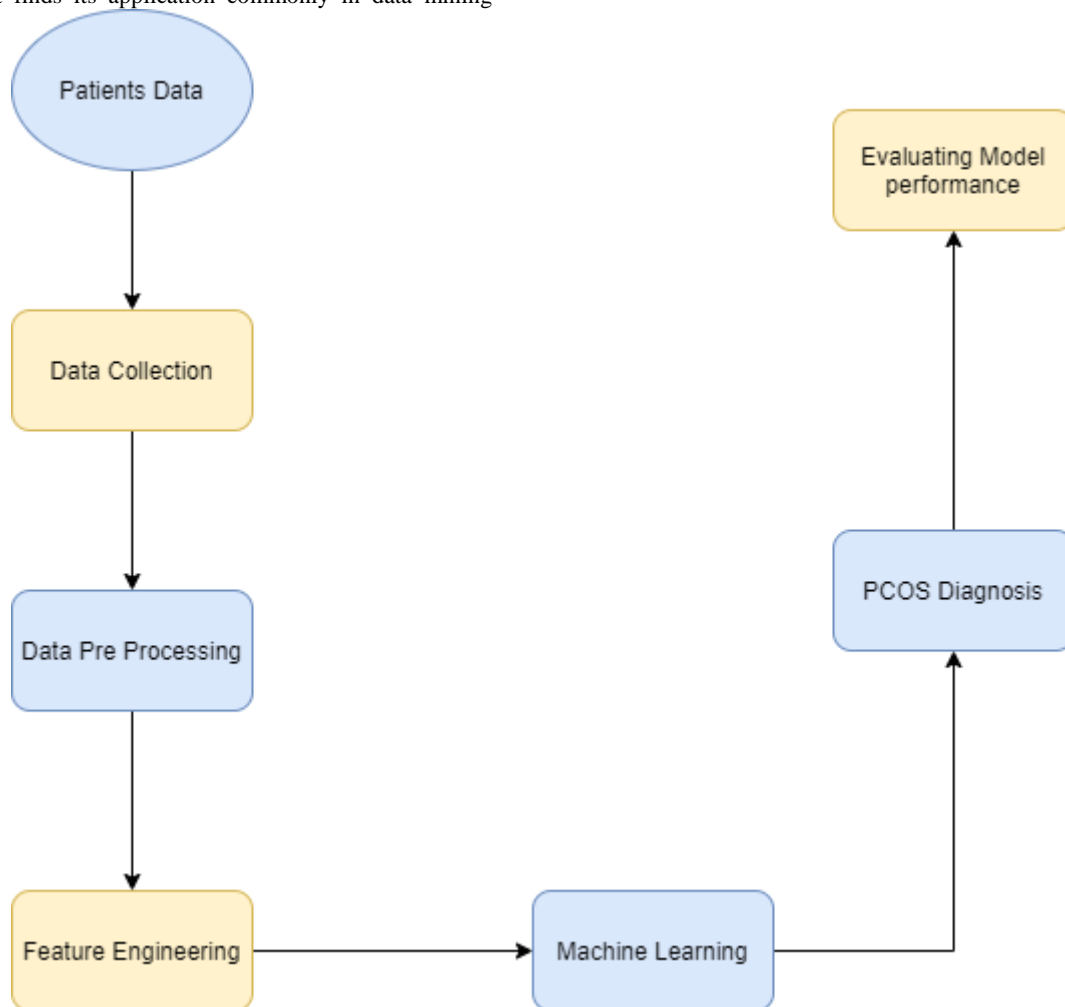 finds its application commonly in data mining
Patients Data
Data Collection
Data Pre Processing
Feature Engineering
Machine Learning
PCOS Diagnosis
Evaluating Model
performance